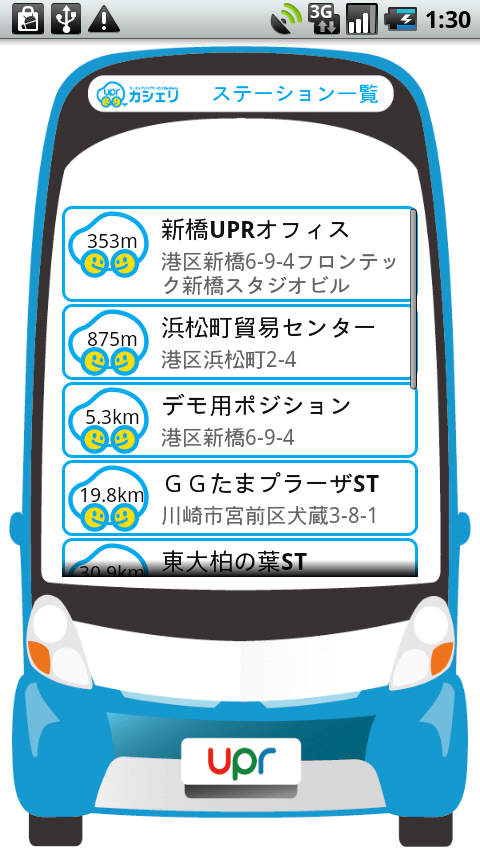 3G
1:30
upr
カシェリ
ステーション一覧
353m
新橋UPRオフィス
港区新橋6-9-4フロンテッ
ク新橋スタジオビル
875m
浜松町貿易センター
港区浜松町2-4
5.3km
デモ用ポジション
港区新橋6-9-4
19.8km
ＧＧたまプラーザST
川崎市宮前区犬蔵3-8-1
30.9km
東大柏の葉ST
upr